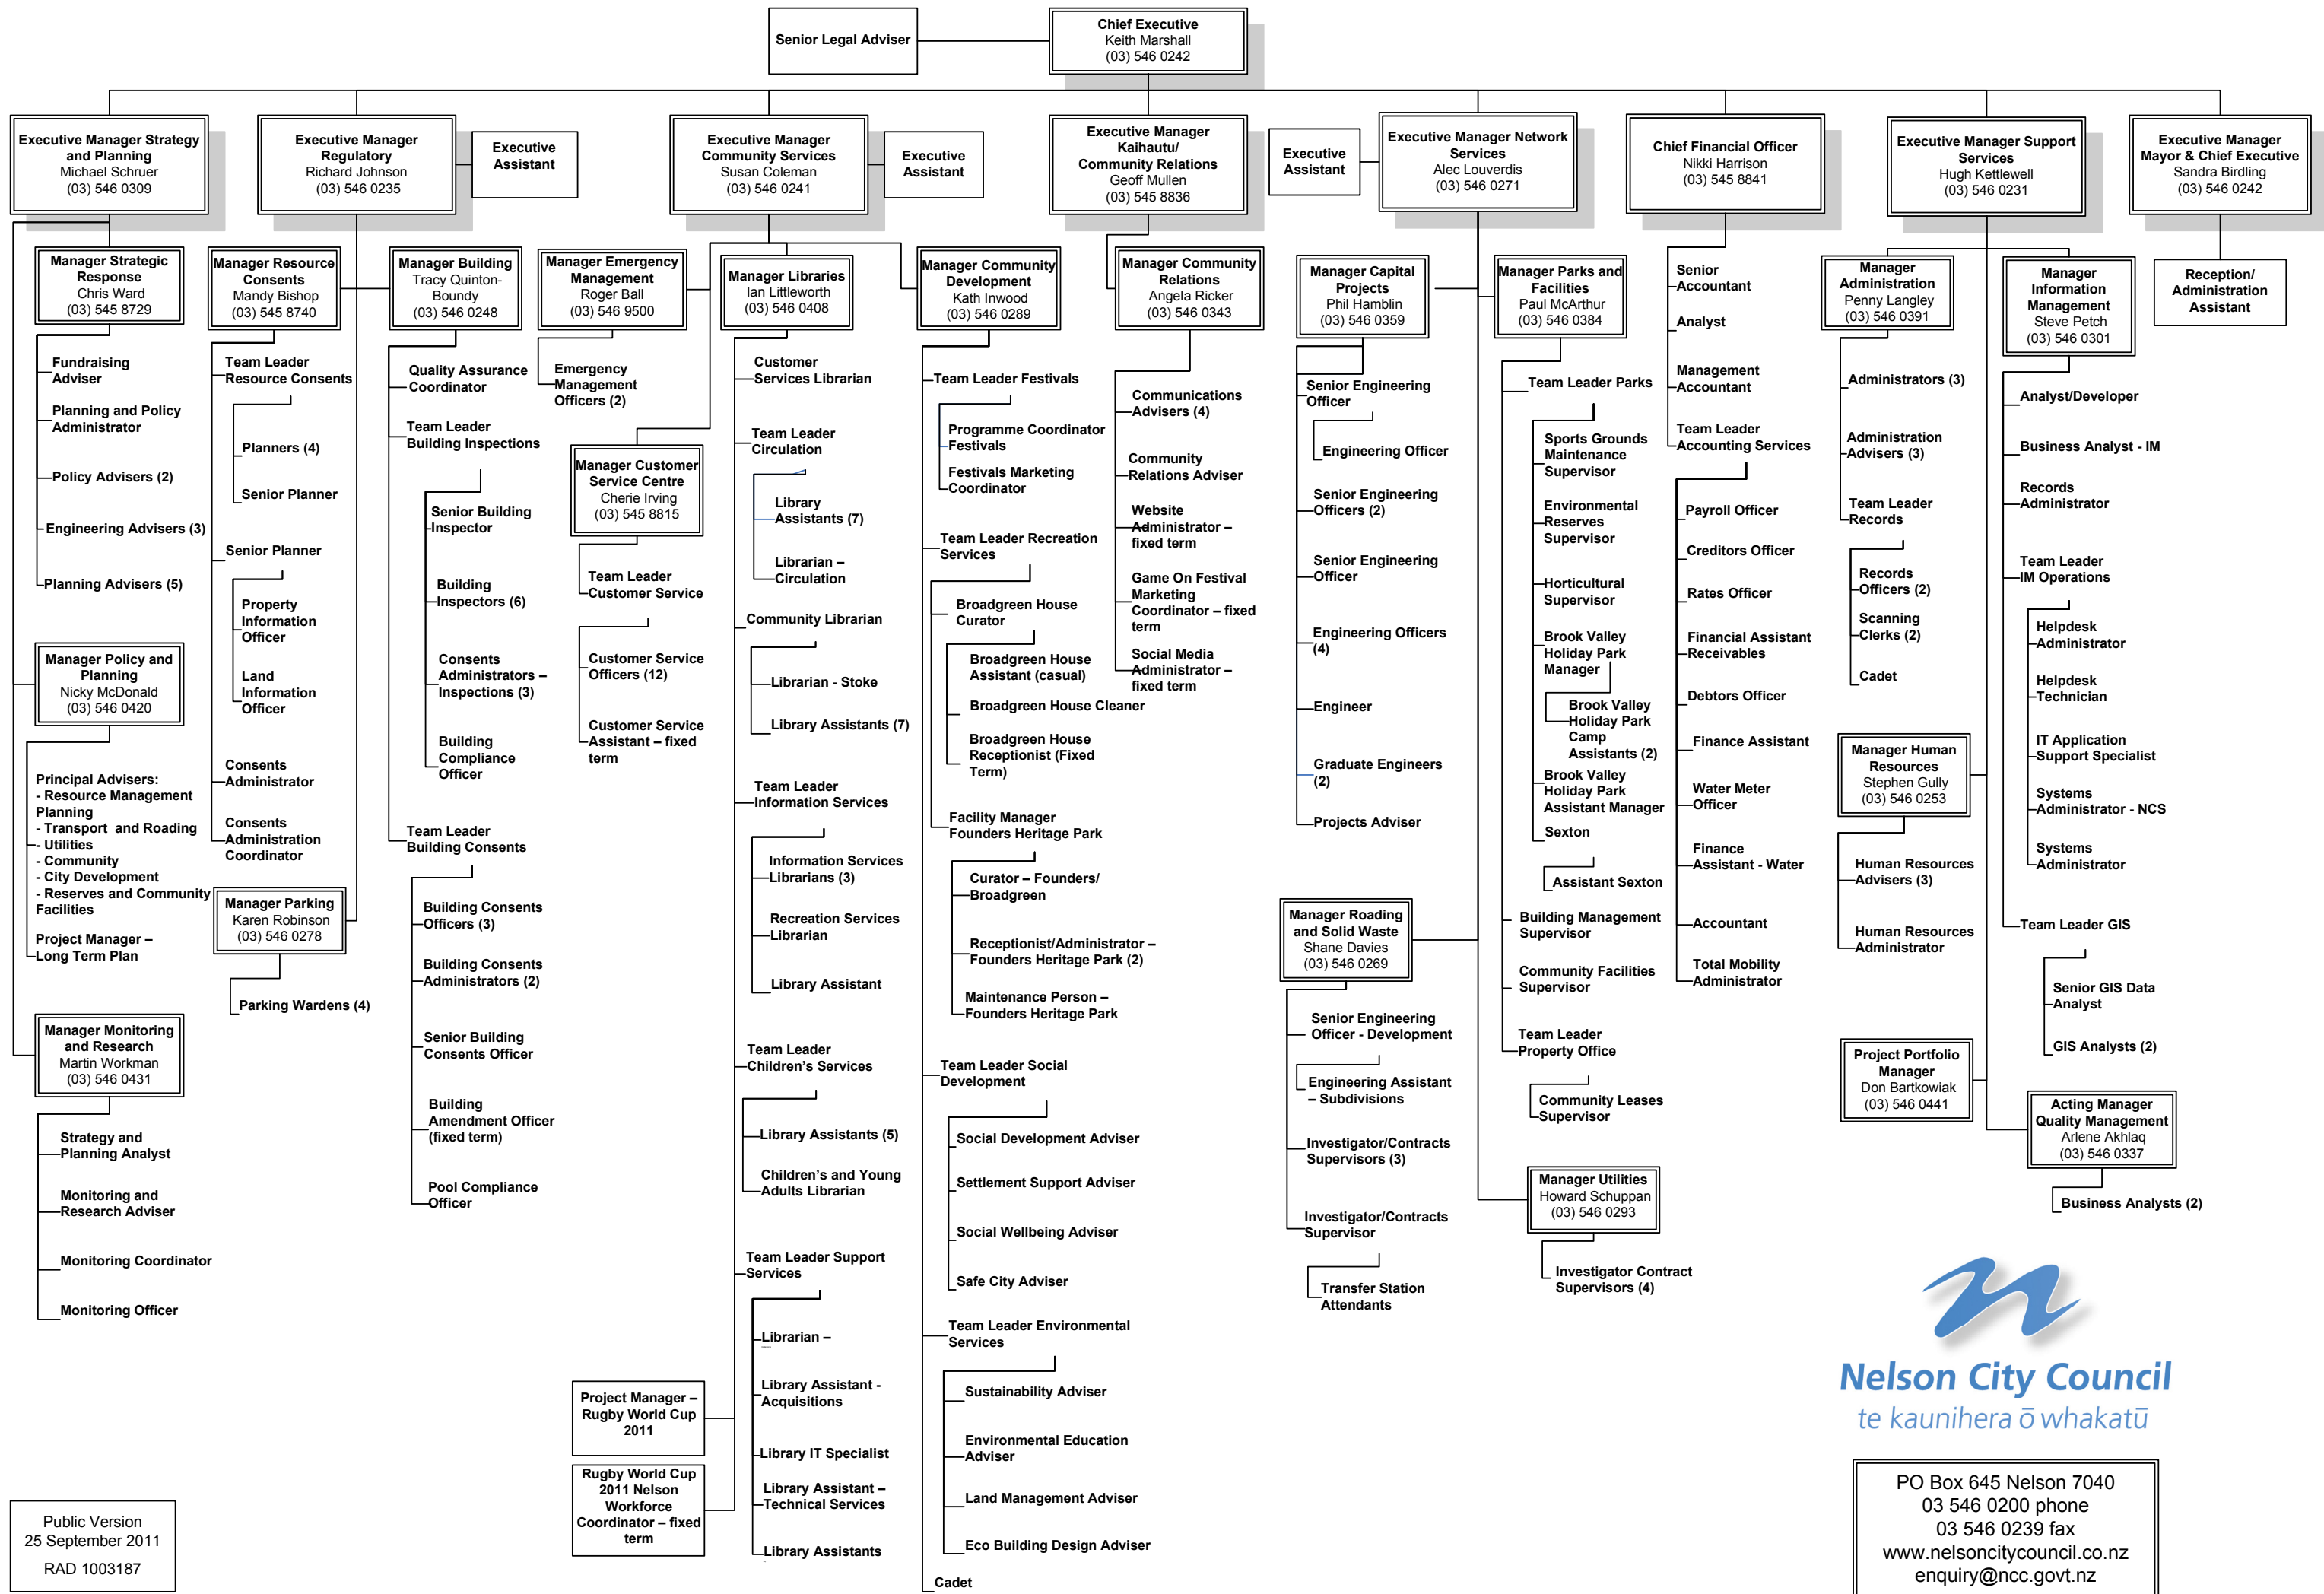 Senior Legal Adviser
Chief Executive
Keith Marshall
(03) 546 0242
Executive Manager Strategy
and Planning
Michael Schruer
(03) 546 0309
Executive Manager
Regulatory
Richard Johnson
(03) 546 0235
Executive
Assistant
Executive Manager
Community Services
Susan Coleman
(03) 546 0241
Executive
Assistant
Executive Manager
Kaihautu/
Community Relations
Geoff Mullen
(03) 545 8836
Executive
Assistant
Executive Manager Network
Services
Alec Louverdis
(03) 546 0271
Chief Financial Officer
Nikki Harrison
(03) 545 8841
Executive Manager Support
Services
Hugh Kettlewell
(03) 546 0231
Executive Manager
Mayor & Chief Executive
Sandra Birdling
(03) 546 0242
Manager Strategic
Response
Chris Ward
(03) 545 8729
Fundraising
Adviser
Planning and Policy
Administrator
Policy Advisers (2)
Engineering Advisers (3)
Planning Advisers (5)
Manager Policy and
Planning
Nicky McDonald
(03) 546 0420
Principal Advisers:
- Resource Management
Planning
- Transport and Roading
- Utilities
- Community
- City Development
- Reserves and Community
Facilities
Project Manager –
Long Term Plan
Manager Monitoring
and Research
Martin Workman
(03) 546 0431
Strategy and
Planning Analyst
Monitoring and
Research Adviser
Monitoring Coordinator
Monitoring Officer
Manager Resource
Consents
Mandy Bishop
(03) 545 8740
Team Leader
Resource Consents
Planners (4)
Senior Planner
Senior Planner
Property
Information
Officer
Land
Information
Officer
Consents
Administrator
Consents
Administration
Coordinator
Manager Parking
Karen Robinson
(03) 546 0278
Parking Wardens (4)
Manager Building
Tracy Quinton-
Boundy
(03) 546 0248
Quality Assurance
Coordinator
Team Leader
Building Inspections
Senior Building
Inspector
Building
Inspectors (6)
Consents
Administrators –
Inspections (3)
Building
Compliance
Officer
Team Leader
Building Consents
Building Consents
Officers (3)
Building Consents
Administrators (2)
Senior Building
Consents Officer
Building
Amendment Officer
(fixed term)
Pool Compliance
Officer
Manager Emergency
Management
Roger Ball
(03) 546 9500
Emergency
Management
Officers (2)
Manager Customer
Service Centre
Cherie Irving
(03) 545 8815
Team Leader
Customer Service
Customer Service
Officers (12)
Customer Service
Assistant – fixed
term
Project Manager –
Rugby World Cup
2011
Rugby World Cup
2011 Nelson
Workforce
Coordinator – fixed
term
Manager Libraries
Ian Littleworth
(03) 546 0408
Customer
Services Librarian
Team Leader
Circulation
Library
Assistants (7)
Librarian –
Circulation
Community Librarian
Librarian - Stoke
Library Assistants (7)
Team Leader
Information Services
Information Services
Librarians (3)
Recreation Services
Librarian
Library Assistant
Team Leader
Children's Services
Library Assistants (5)
Children's and Young
Adults Librarian
Team Leader Support
Services
Librarian –
Library Assistant -
Acquisitions
Library IT Specialist
Library Assistant –
Technical Services
Library Assistants
Manager Community
Development
Kath Inwood
(03) 546 0289
Team Leader Festivals
Programme Coordinator
Festivals
Festivals Marketing
Coordinator
Team Leader Recreation
Services
Broadgreen House
Curator
Broadgreen House
Assistant (casual)
Broadgreen House Cleaner
Broadgreen House
Receptionist (Fixed
Term)
Facility Manager
Founders Heritage Park
Curator – Founders/
Broadgreen
Receptionist/Administrator –
Founders Heritage Park (2)
Maintenance Person –
Founders Heritage Park
Team Leader Social
Development
Social Development Adviser
Settlement Support Adviser
Social Wellbeing Adviser
Safe City Adviser
Team Leader Environmental
Services
Sustainability Adviser
Environmental Education
Adviser
Land Management Adviser
Eco Building Design Adviser
Cadet
Manager Community
Relations
Angela Ricker
(03) 546 0343
Communications
Advisers (4)
Community
Relations Adviser
Website
Administrator –
fixed term
Game On Festival
Marketing
Coordinator – fixed
term
Social Media
Administrator –
fixed term
Manager Capital
Projects
Phil Hamblin
(03) 546 0359
Senior Engineering
Officer
Engineering Officer
Senior Engineering
Officers (2)
Senior Engineering
Officer
Engineering Officers
(4)
Engineer
Graduate Engineers
(2)
Projects Adviser
Manager Roading
and Solid Waste
Shane Davies
(03) 546 0269
Senior Engineering
Officer - Development
Engineering Assistant
– Subdivisions
Investigator/Contracts
Supervisors (3)
Investigator/Contracts
Supervisor
Transfer Station
Attendants
Manager Parks and
Facilities
Paul McArthur
(03) 546 0384
Team Leader Parks
Sports Grounds
Maintenance
Supervisor
Environmental
Reserves
Supervisor
Horticultural
Supervisor
Brook Valley
Holiday Park
Manager
Brook Valley
Holiday Park
Camp
Assistants (2)
Brook Valley
Holiday Park
Assistant Manager
Sexton
Assistant Sexton
Building Management
Supervisor
Community Facilities
Supervisor
Team Leader
Property Office
Community Leases
Supervisor
Manager Utilities
Howard Schuppan
(03) 546 0293
Investigator Contract
Supervisors (4)
Senior
Accountant
Analyst
Management
Accountant
Team Leader
Accounting Services
Payroll Officer
Creditors Officer
Rates Officer
Financial Assistant
Receivables
Debtors Officer
Finance Assistant
Water Meter
Officer
Finance
Assistant - Water
Accountant
Total Mobility
Administrator
Manager
Administration
Penny Langley
(03) 546 0391
Administrators (3)
Administration
Advisers (3)
Team Leader
Records
Records
Officers (2)
Scanning
Clerks (2)
Cadet
Manager Human
Resources
Stephen Gully
(03) 546 0253
Human Resources
Advisers (3)
Human Resources
Administrator
Project Portfolio
Manager
Don Bartkowiak
(03) 546 0441
Manager
Information
Management
Steve Petch
(03) 546 0301
Analyst/Developer
Business Analyst - IM
Records
Administrator
Team Leader
IM Operations
Helpdesk
Administrator
Helpdesk
Technician
IT Application
Support Specialist
Systems
Administrator - NCS
Systems
Administrator
Team Leader GIS
Senior GIS Data
Analyst
GIS Analysts (2)
Acting Manager
Quality Management
Arlene Akhlaq
(03) 546 0337
Business Analysts (2)
Reception/
Administration
Assistant
Nelson City Council
te kaunihera ō whakatū
PO Box 645 Nelson 7040
03 546 0200 phone
03 546 0239 fax
www.nelsoncitycouncil.co.nz
enquiry@ncc.govt.nz
Public Version
25 September 2011
RAD 1003187